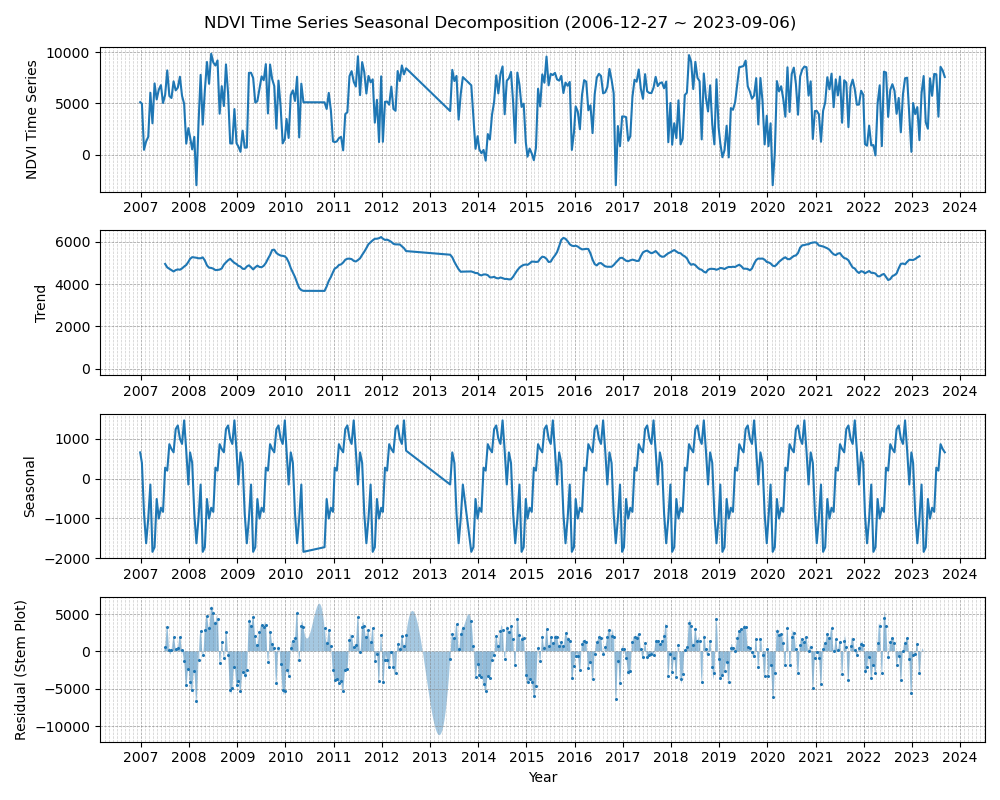 NDVI Time Series Seasonal Decomposition (2006-12-27 ~ 2023-09-06)
NDVI Time Series
10000
5000
0
2007 2008 2009 2010 2011 2012 2013 2014 2015 2016 2017 2018 2019 2020 2021 2022 2023 2024
Trend
6000
4000
2000
0
2007 2008 2009 2010 2011 2012 2013 2014 2015 2016 2017 2018 2019 2020 2021 2022 2023 2024
Seasonal
1000
0
−1000
−2000
2007 2008 2009 2010 2011 2012 2013 2014 2015 2016 2017 2018 2019 2020 2021 2022 2023 2024
Residual (Stem Plot)
5000
0
−5000
−10000
2007 2008 2009 2010 2011 2012 2013 2014 2015 2016 2017 2018 2019 2020 2021 2022 2023 2024
Year